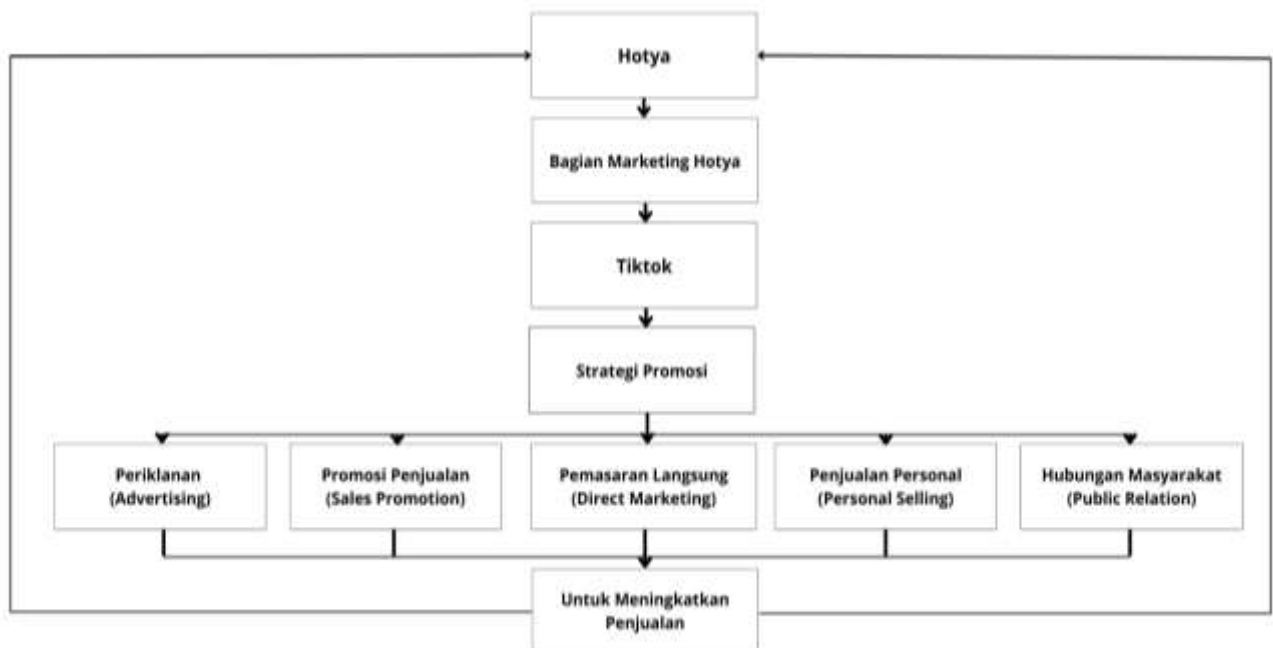 Hotya
Bagian Marketing Hotya
Tiktok
Strategi Promosi
Periklanan
(Advertising)
Promosi Penjualan
(Sales Promotion)
Pemasaran Langsung
(Direct Marketing)
Penjualan Personal
(Personal Selling)
Hubungan Masyarakat
(Public Relation)
Untuk Meningkatkan
Penjualan